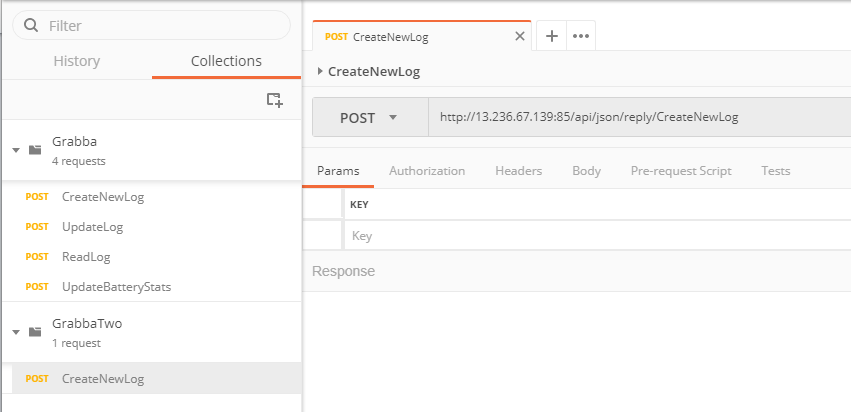 Filter
History Collections
Grabba
4 requests
POST CreateNewLog
POST UpdateLog
POST ReadLog
POST UpdateBatteryStats
GrabbaTwo
1 request
POST CreateNewLog
POST CreateNewLog
CreateNewLog
POST http://13.236.67.139:85/api/json/reply/CreateNewLog
Params Authorization Headers Body Pre-request Script Tests
KEY
Key
Response